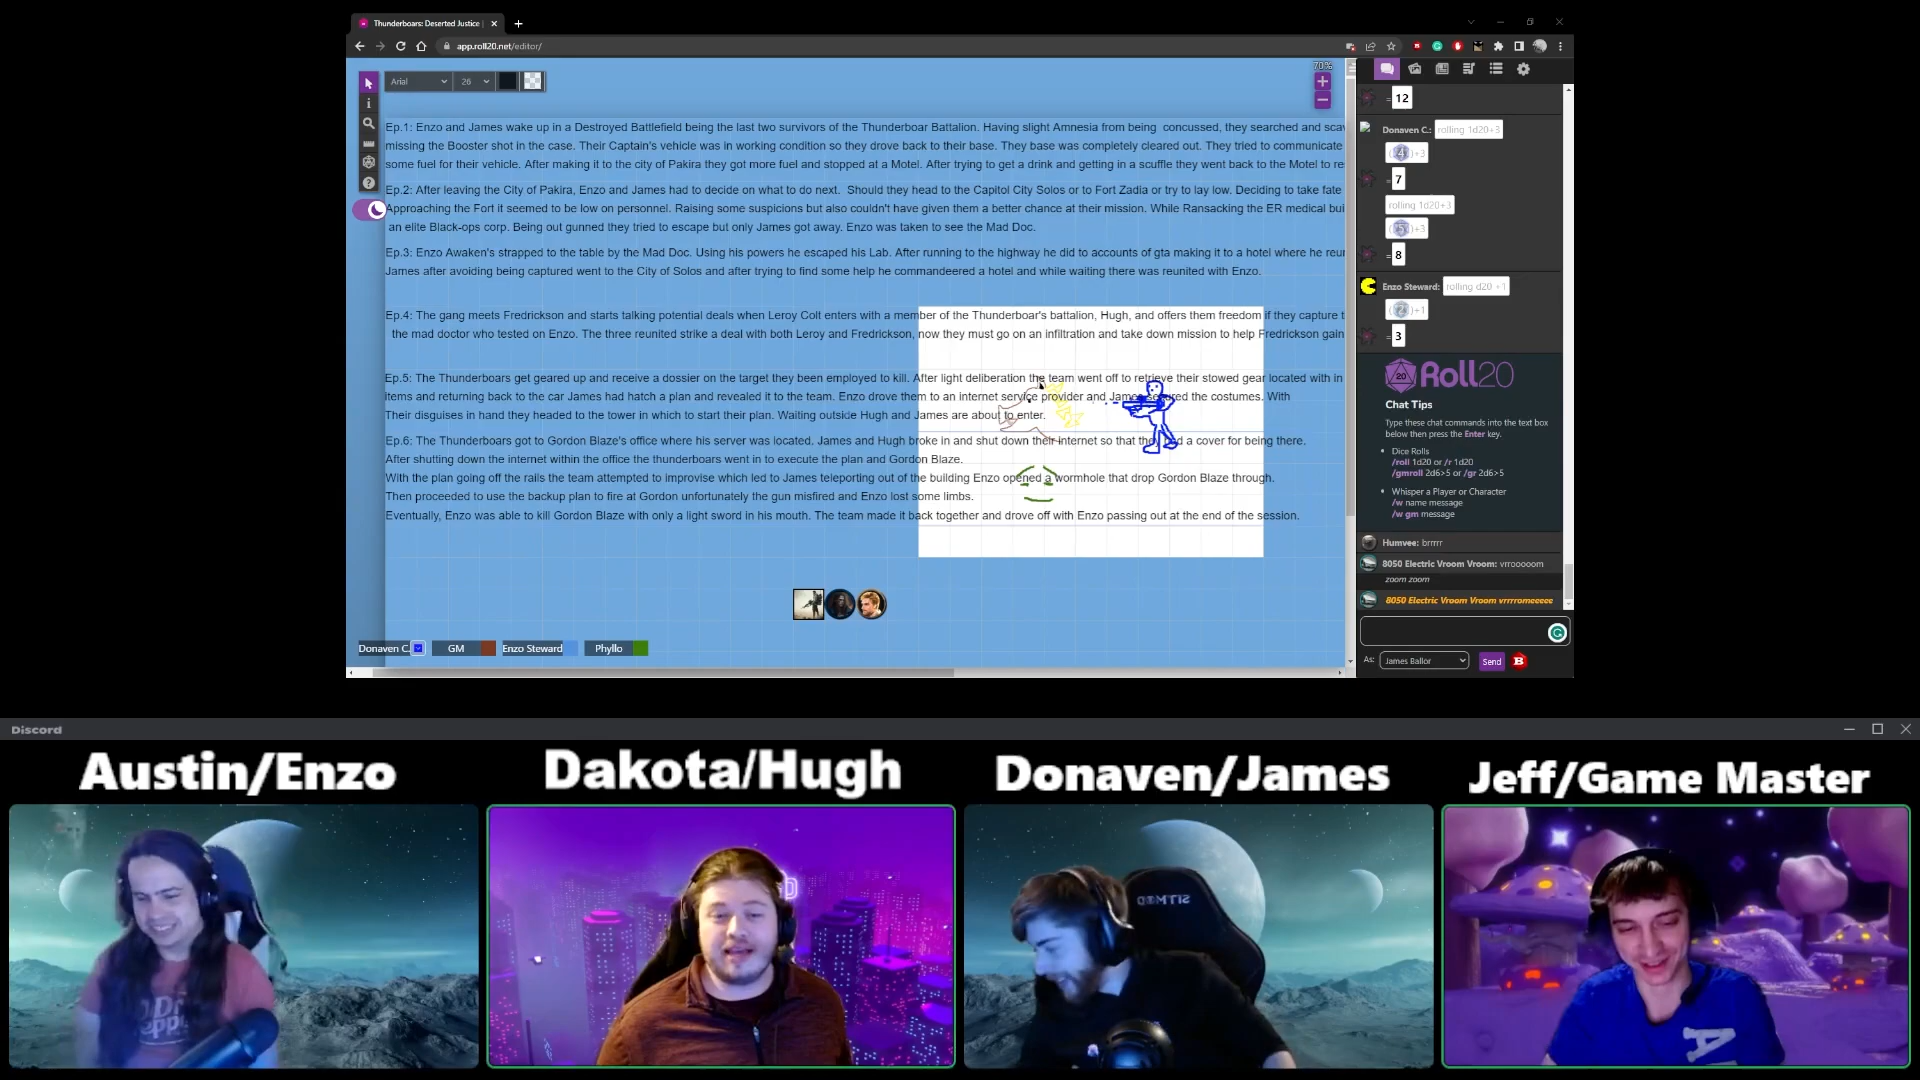 Thunderboars: Deserted Justice |
app.roll20.net/editor/
Arial
26
70%
Ep.1: Enzo and James wake up in a Destroyed Battlefield being the last two survivors of the Thunderboar Battalion. Having slight Amnesia from being concussed, they searched and sca
missing the Booster shot in the case. Their Captain's vehicle was in working condition so they drove back to their base. They base was completely cleared out. They tried to communicate
some fuel for their vehicle. After making it to the city of Pakira they got more fuel and stopped at a Motel. After trying to get a drink and getting in a scuffle they went back to the Motel to re
Ep.2: After leaving the City of Pakira, Enzo and James had to decide on what to do next. Should they head to the Capitol City Solos or to Fort Zadia or try to lay low. Deciding to take fate
Approaching the Fort it seemed to be low on personnel. Raising some suspicions but also couldn't have given them a better chance at their mission. While Ransacking the ER medical bui
an elite Black-ops corp. Being out gunned they tried to escape but only James got away. Enzo was taken to see the Mad Doc.
Ep.3: Enzo Awaken's strapped to the table by the Mad Doc. Using his powers he escaped his Lab. After running to the highway he did to accounts of gta making it to a hotel where he reu
James after avoiding being captured went to the City of Solos and after trying to find some help he commandeered a hotel and while waiting there was reunited with Enzo.
Ep.4: The gang meets Fredrickson and starts talking potential deals when Leroy Colt enters with a member of the Thunderboar's battalion, Hugh, and offers them freedom if they capture t
the mad doctor who tested on Enzo. The three reunited strike a deal with both Leroy and Fredrickson, now they must go on an infiltration and take down mission to help Fredrickson gain
Ep.5: The Thunderboars get geared up and receive a dossier on the target they been employed to kill. After light deliberation the team went off to retrieve their stowed gear located with in
items and returning back to the car James had hatch a plan and revealed it to the team. Enzo drove them to an internet service provider and James secured the costumes. With
Their disguises in hand they headed to the tower in which to start their plan. Waiting outside Hugh and James are about to enter.
Ep.6: The Thunderboars got to Gordon Blaze's office where his server was located. James and Hugh broke in and shut down their internet so that they had a cover for being there.
After shutting down the internet within the office the thunderboars went in to execute the plan and Gordon Blaze.
With the plan going off the rails the team attempted to improvise which led to James teleporting out of the building Enzo opened a wormhole that drop Gordon Blaze through.
Then proceeded to use the backup plan to fire at Gordon unfortunately the gun misfired and Enzo lost some limbs.
Eventually, Enzo was able to kill Gordon Blaze with only a light sword in his mouth. The team made it back together and drove off with Enzo passing out at the end of the session.
Donaven C.
GM
Enzo Steward
Phyllo
12
Donaven C.: rolling 1d20+3
+3
7
rolling 1d20+3
+3
8
Enzo Steward: rolling d20 +1
+1
3
Roll20
Chat Tips
Type these chat commands into the text box
below then press the Enter key.
• Dice Rolls
/roll 1d20 or /r 1d20
/gmroll 2d6>5 or /gr 2d6>5
• Whisper a Player or Character
/w name message
/w gm message
Humvee: brrrrr
8050 Electric Vroom Vroom: vrrooooom
zoom zoom
8050 Electric Vroom Vroom vrrrromeeeee
As: James Ballor Send B
Discord
Austin/Enzo
Dakota/Hugh
Donaven/James
Jeff/Game Master